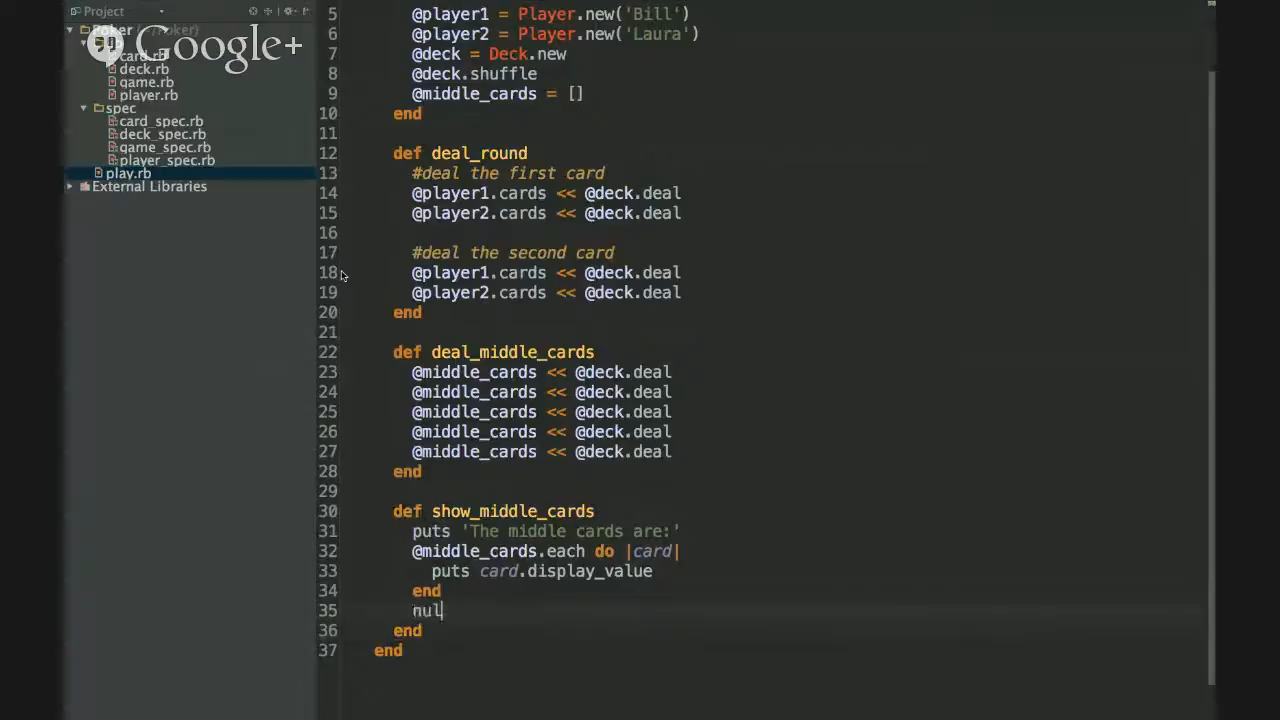 Project
Poker (~/Poker)
Google+
lib
card.rb
deck.rb
game.rb
player.rb
spec
card_spec.rb
deck_spec.rb
game_spec.rb
player_spec.rb
play.rb
External Libraries
5 @player1 = Player.new('Bill')
6 @player2 = Player.new('Laura')
7 @deck = Deck.new
8 @deck.shuffle
9 @middle_cards = []
10 end
11
12 def deal_round
13 #deal the first card
14 @player1.cards << @deck.deal
15 @player2.cards << @deck.deal
16
17 #deal the second card
18 @player1.cards << @deck.deal
19 @player2.cards << @deck.deal
20 end
21
22 def deal_middle_cards
23 @middle_cards << @deck.deal
24 @middle_cards << @deck.deal
25 @middle_cards << @deck.deal
26 @middle_cards << @deck.deal
27 @middle_cards << @deck.deal
28 end
29
30 def show_middle_cards
31 puts 'The middle cards are:'
32 @middle_cards.each do |card|
33 puts card.display_value
34 end
35 nul
36 end
37 end